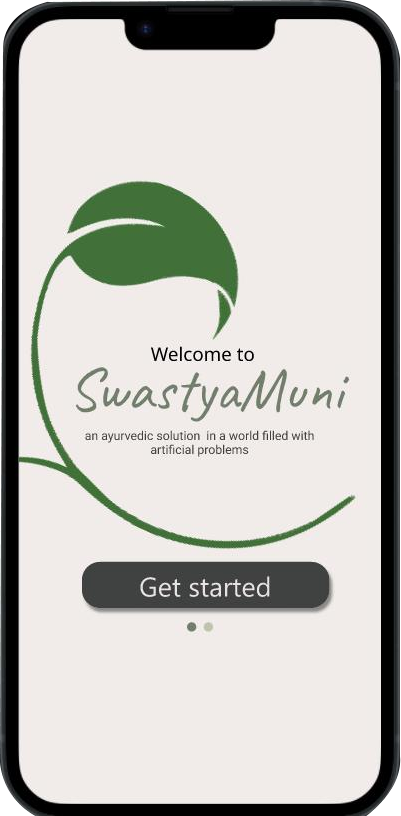 Welcome to
SwastyaMuni
an ayurvedic solution in a world filled with
artificial problems
Get started